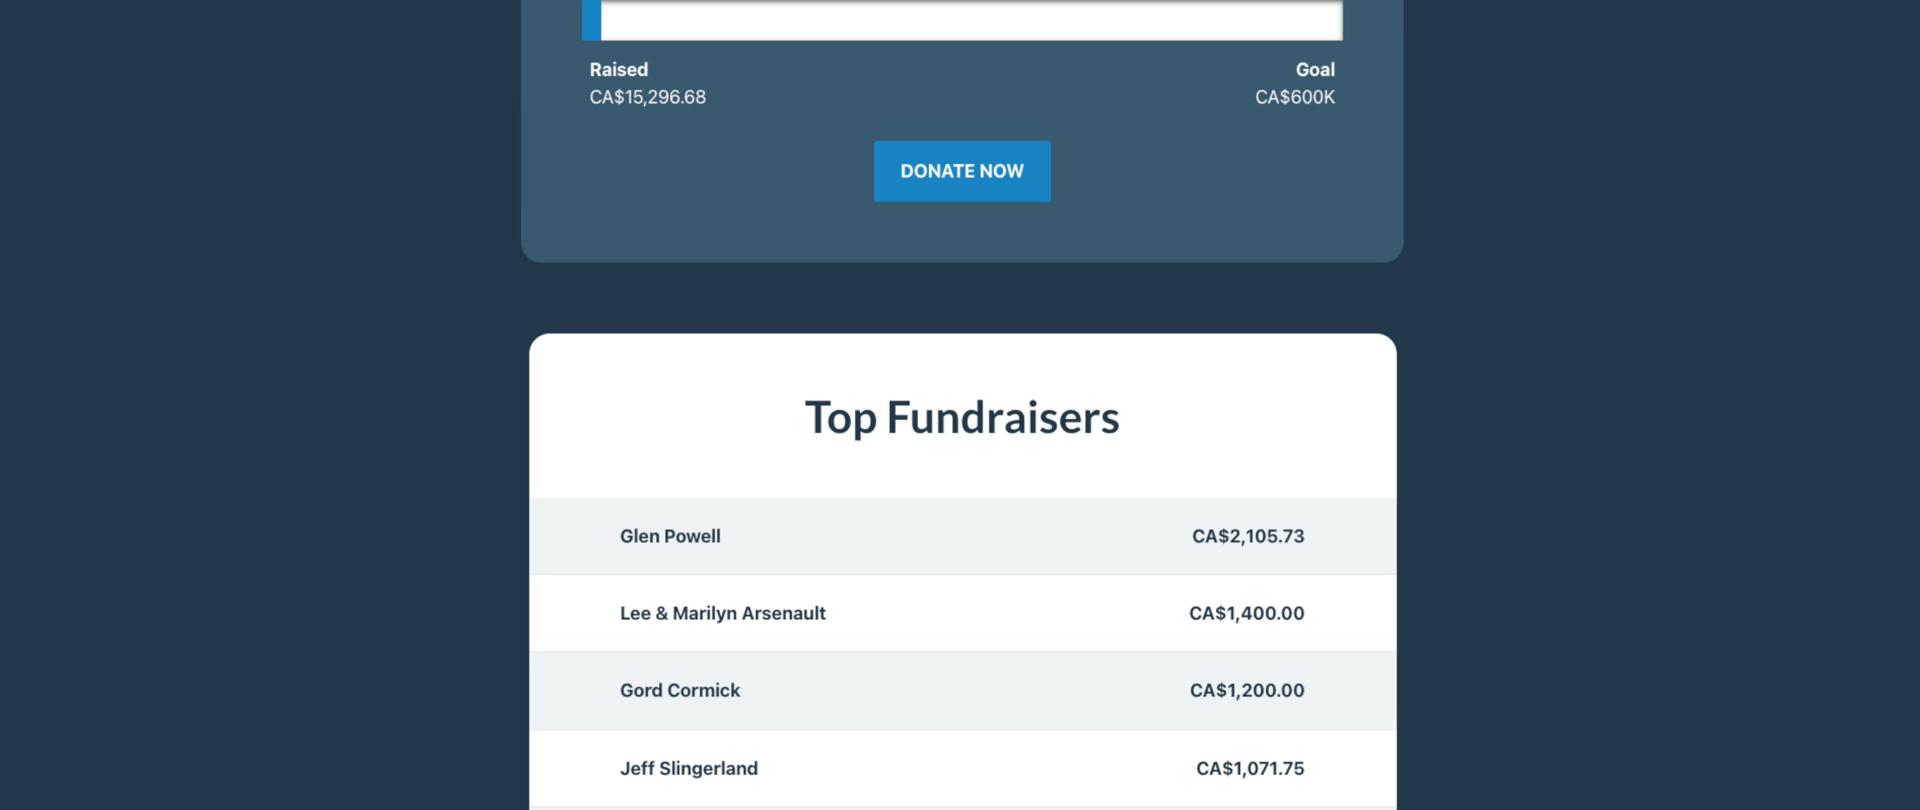 Raised Goal
CA$15,296.68 CA$600K
DONATE NOW
Top Fundraisers
Glen Powell CA$2,105.73
Lee & Marilyn Arsenault CA$1,400.00
Gord Cormick CA$1,200.00
Jeff Slingerland CA$1,071.75